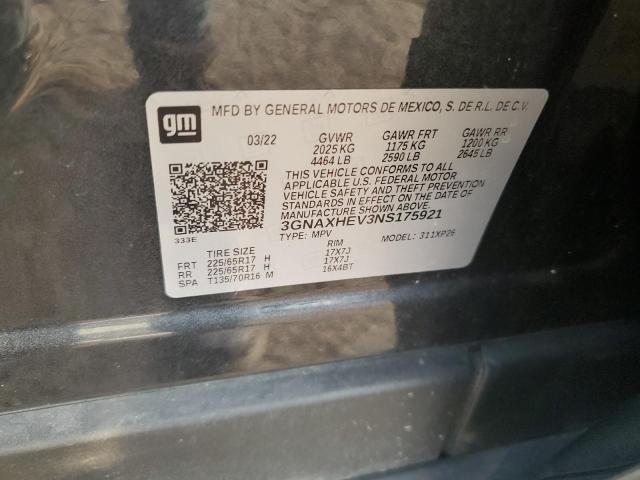 gm
MFD BY GENERAL MOTORS DE MEXICO, S. DE R.L. DE C.V.
03/22 GVWR GAWR FRT GAWR RR
2025 KG 1175 KG 1200 KG
4464 LB 2590 LB 2645 LB
THIS VEHICLE CONFORMS TO ALL
APPLICABLE U.S. FEDERAL MOTOR
VEHICLE SAFETY AND THEFT PREVENTION
STANDARDS IN EFFECT ON THE DATE OF
MANUFACTURE SHOWN ABOVE.
3GNAXHEV3NS175921
333E
TYPE: MPV MODEL: 311XP26
TIRE SIZE RIM
FRT 225/65R17 H 17X7J
RR 225/65R17 H 17X7J
SPA T135/70R16 M 16X4BT